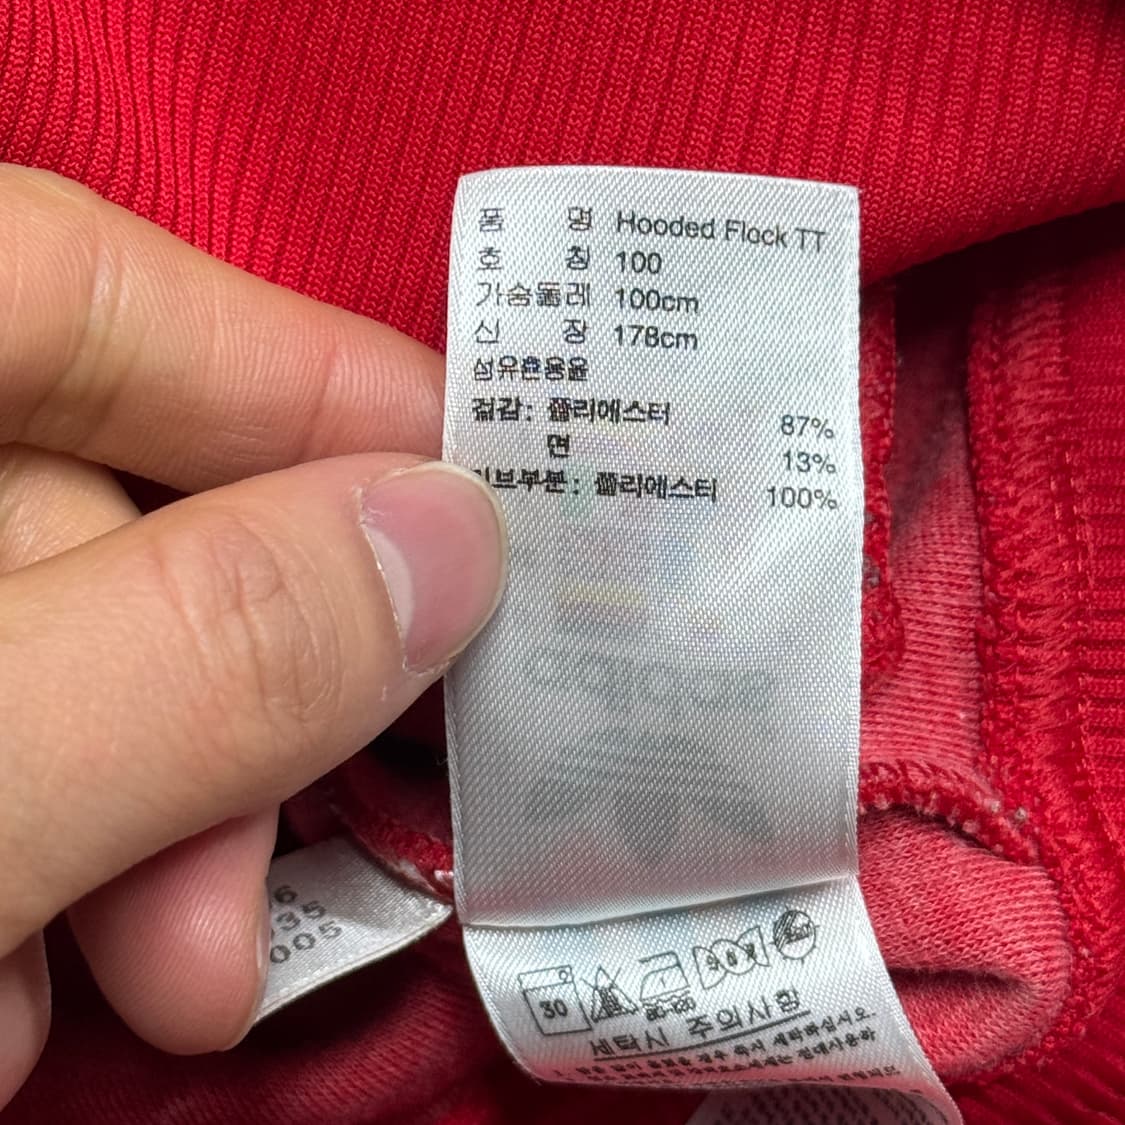 품 명 Hooded Flock TT
호 칭 100
가슴둘레 100cm
신 장 178cm
섬유혼용율
겉감: 폴리에스터 87%
면 13%
리브부분: 폴리에스터 100%
005
30
세탁시 주의사항